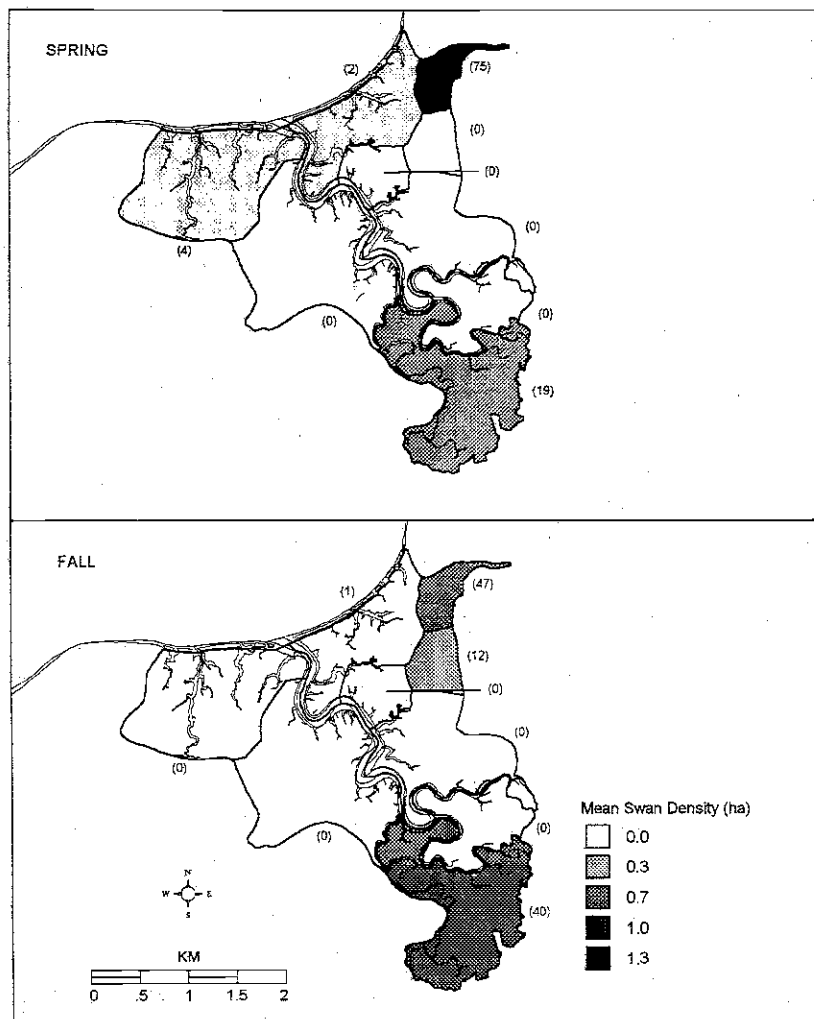 SPRING
(2)
(75)
(0)
(0)
(0)
(4)
(0)
(0)
(19)
FALL
(1)
(47)
(12)
(0)
(0)
(0)
(0)
(0)
(40)
Mean Swan Density (ha)
0.0
0.3
0.7
1.0
1.3
N
W E
S
KM
0 .5 1 1.5 2